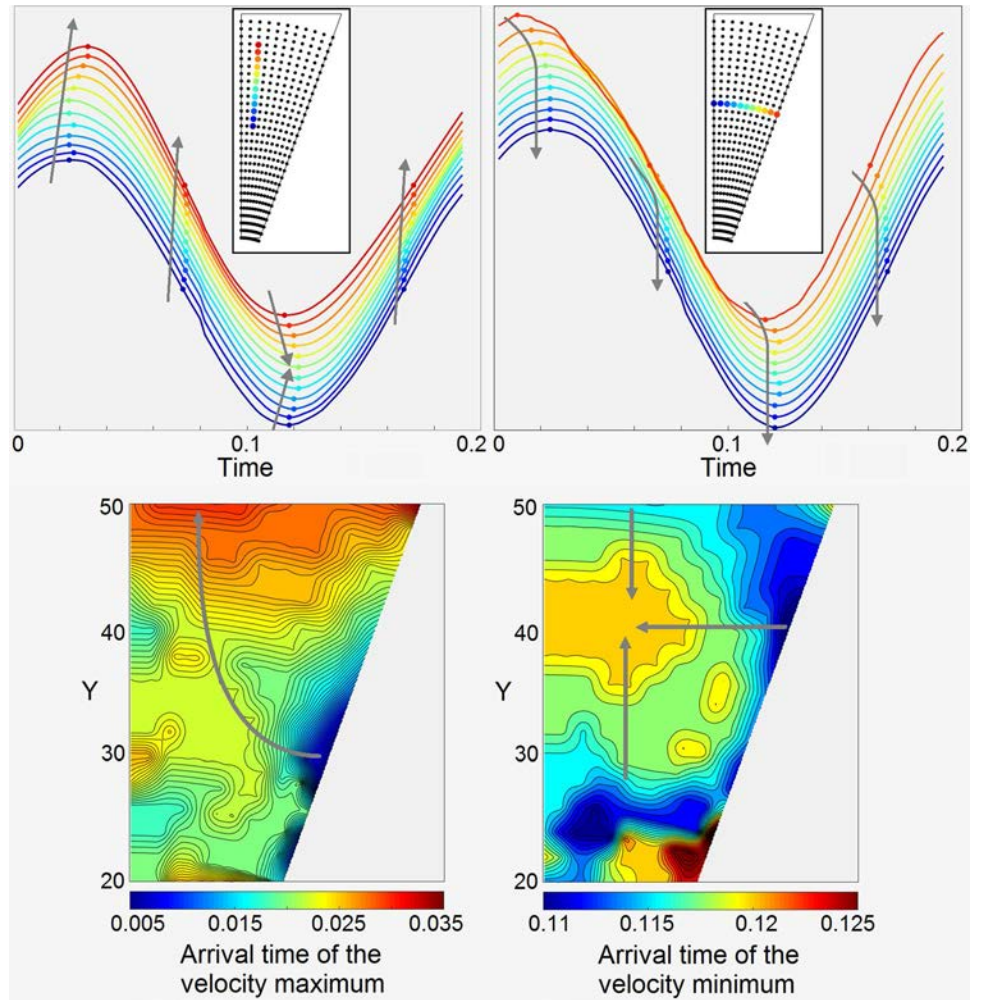 0 0.1 0.2
Time
0 0.1 0.2
Time
50
40
Y
30
20
0.005 0.015 0.025 0.035
Arrival time of the
velocity maximum
50
40
Y
30
20
0.11 0.115 0.12 0.125
Arrival time of the
velocity minimum